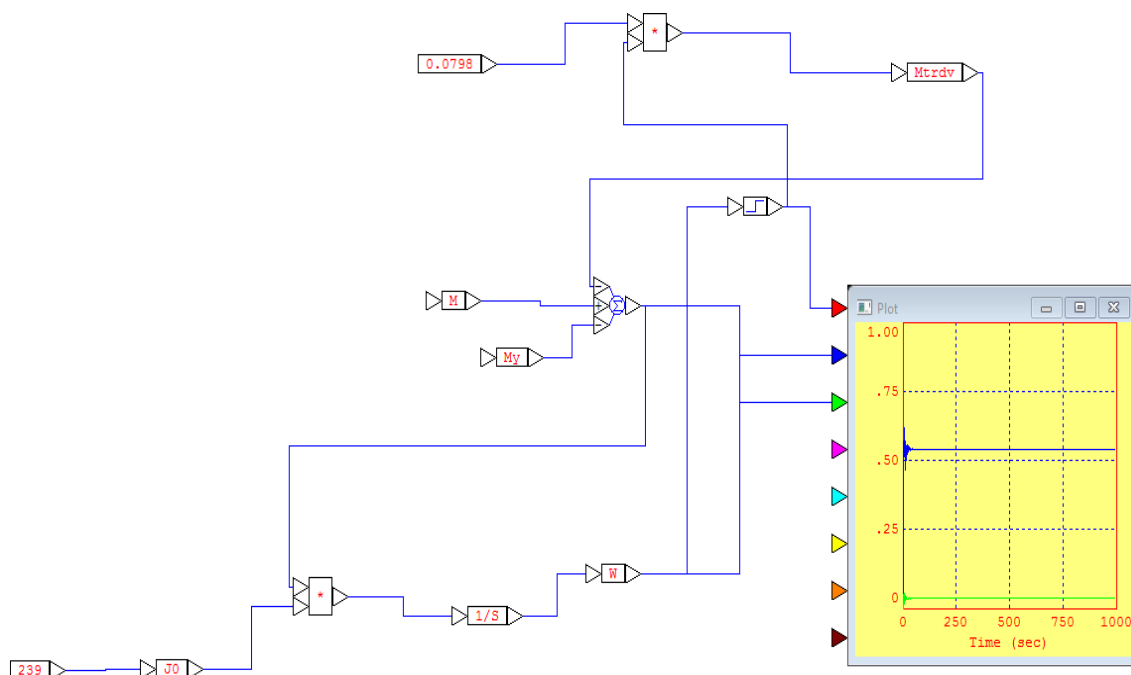 *
0.0798
Mtrdv
M
+
-
-
My
Σ
Plot
1.00
.75
.50
.25
0
0 250 500 750 1000
Time (sec)
*
W
1/S
239
J0